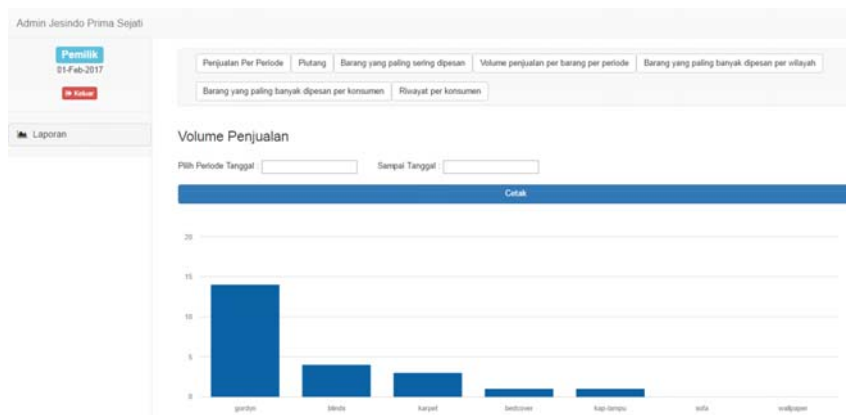 Admin Jesindo Prima Sejati
Pemilik
01-Feb-2017
Keluar
Laporan
Penjualan Per Periode
Piutang
Barang yang paling sering dipesan
Volume penjualan per barang per periode
Barang yang paling banyak dipesan per wilayah
Barang yang paling banyak dipesan per konsumen
Riwayat per konsumen
Volume Penjualan
Pilih Periode Tanggal : Sampai Tanggal :
Cetak
20
15
10
5
0
gordyn blinds karpet bedcover kap-lampu sofa wallpaper